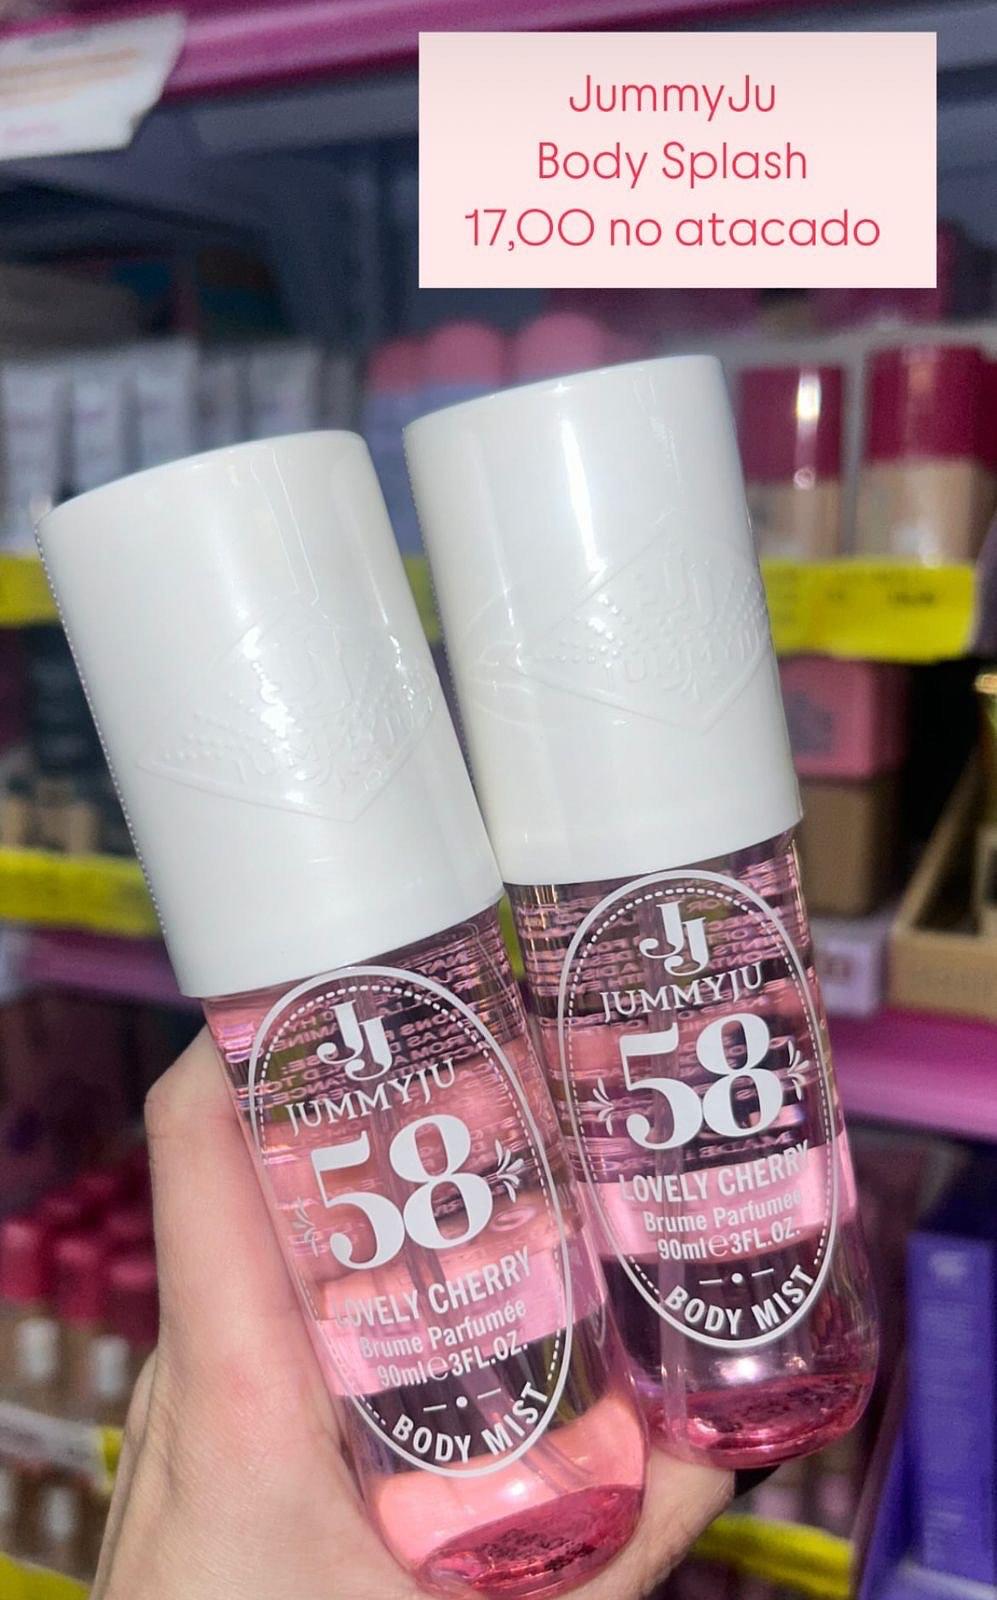 JummyJu
Body Splash
17,00 no atacado
JJ
JUMMYJU
58
LOVELY CHERRY
Brume Parfumée
90ml℮3FL.OZ.
BODY MIST
JJ
JUMMYJU
58
LOVELY CHERRY
Brume Parfumée
90ml℮3FL.OZ.
BODY MIST